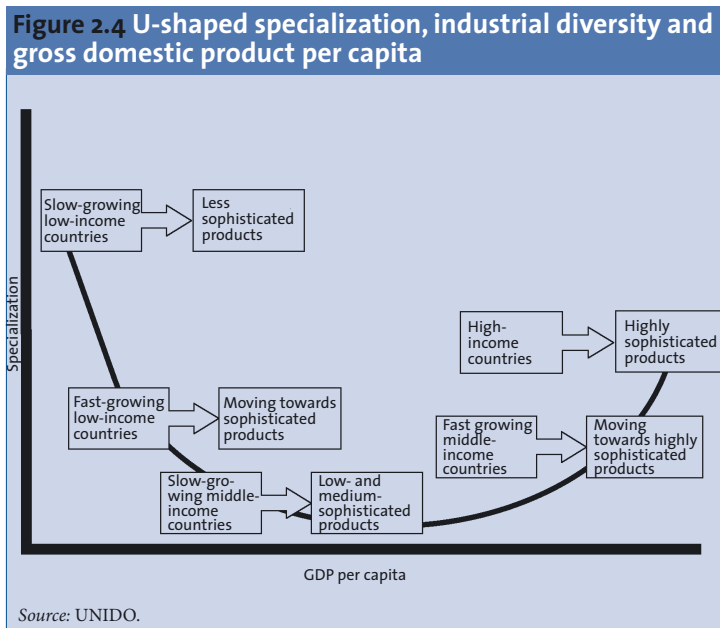 Figure 2.4 U-shaped specialization, industrial diversity and
gross domestic product per capita
Specialization
Slow-growing
low-income
countries
Less
sophisticated
products
High-
income
countries
Highly
sophisticated
products
Fast-growing
low-income
countries
Moving towards
sophisticated
products
Fast growing
middle-
income
countries
Moving
towards highly
sophisticated
products
Slow-gro-
wing middle-
income
countries
Low- and
medium-
sophisticated
products
GDP per capita
Source: UNIDO.